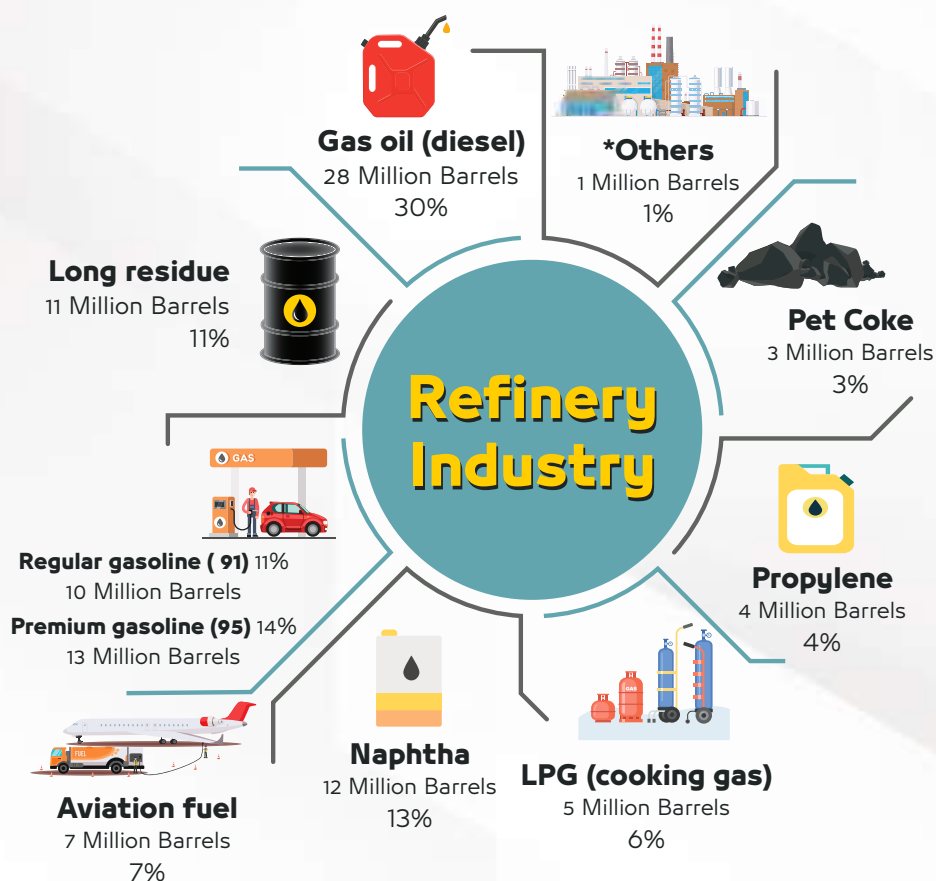 Gas oil (diesel)
28 Million Barrels
30%
*Others
1 Million Barrels
1%
Long residue
11 Million Barrels
11%
Pet Coke
3 Million Barrels
3%
Refinery
Industry
GAS
Regular gasoline ( 91) 11%
10 Million Barrels
Premium gasoline (95) 14%
13 Million Barrels
Propylene
4 Million Barrels
4%
GAS
FUEL
Aviation fuel
7 Million Barrels
7%
Naphtha
12 Million Barrels
13%
LPG (cooking gas)
5 Million Barrels
6%